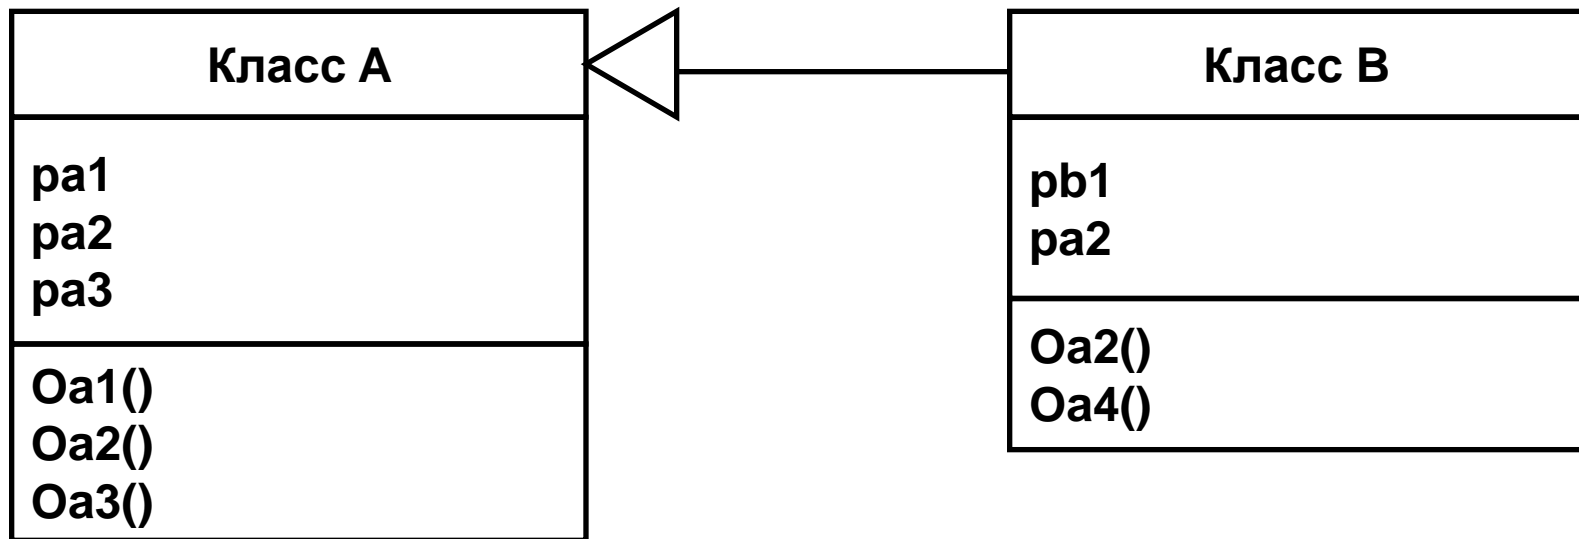 Класс A
pa1
pa2
pa3
Oa1()
Oa2()
Oa3()
Класс B
pb1
pa2
Oa2()
Oa4()